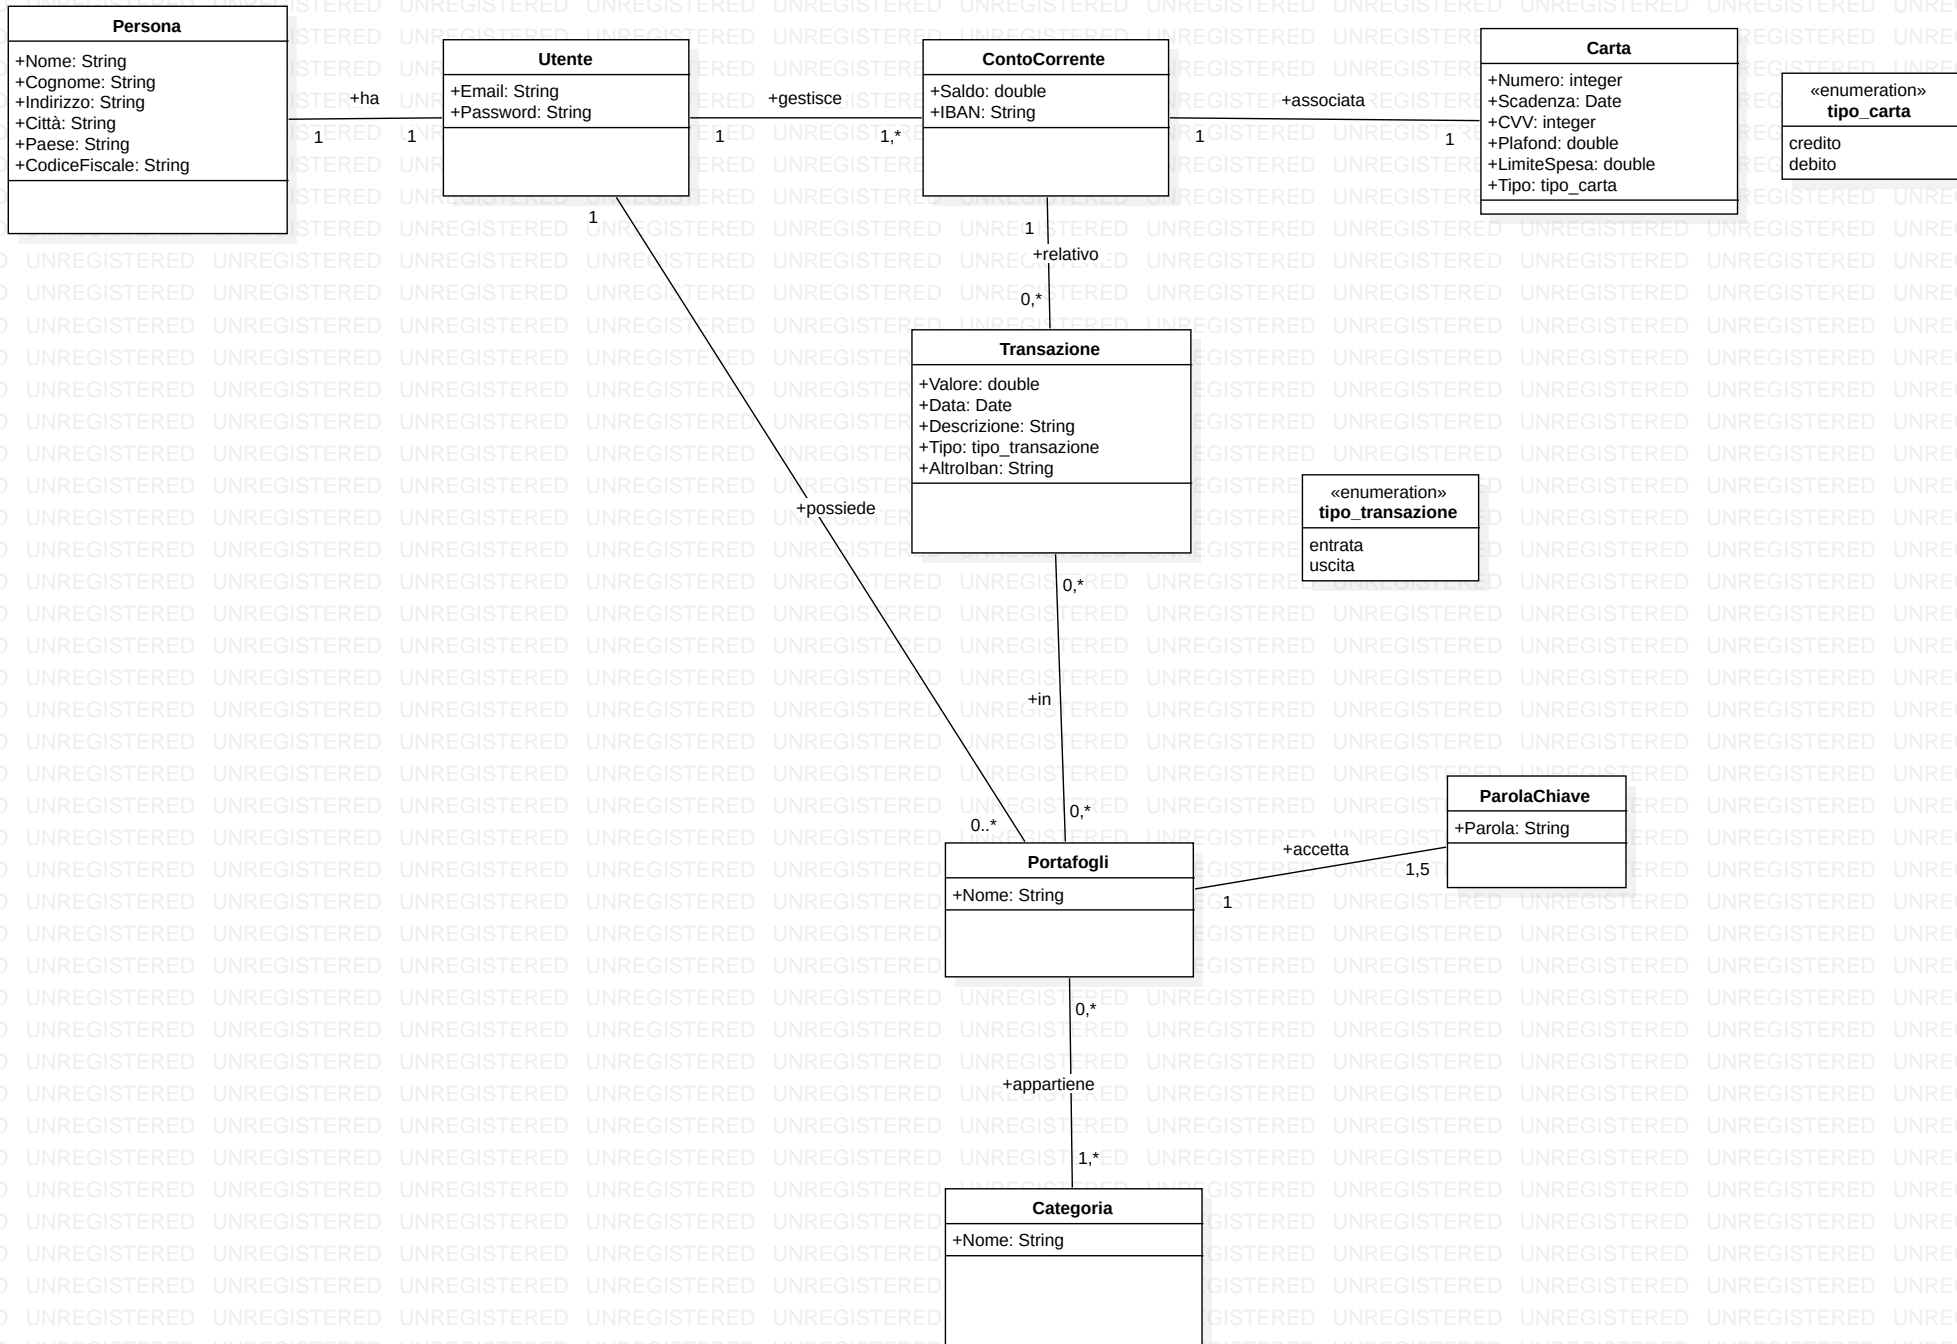 Persona
+Nome: String
+Cognome: String
+Indirizzo: String
+Città: String
+Paese: String
+CodiceFiscale: String
+ha
1
1
Utente
+Email: String
+Password: String
+gestisce
1
1,*
ContoCorrente
+Saldo: double
+IBAN: String
+associata
1
1
Carta
+Numero: integer
+Scadenza: Date
+CVV: integer
+Plafond: double
+LimiteSpesa: double
+Tipo: tipo_carta
«enumeration»
tipo_carta
credito
debito
1
+possiede
0..*
1
+relativo
0,*
Transazione
+Valore: double
+Data: Date
+Descrizione: String
+Tipo: tipo_transazione
+AltroIban: String
«enumeration»
tipo_transazione
entrata
uscita
0,*
+in
0,*
Portafogli
+Nome: String
+accetta
1
1,5
ParolaChiave
+Parola: String
0,*
+appartiene
1,*
Categoria
+Nome: String
UNREGISTERED